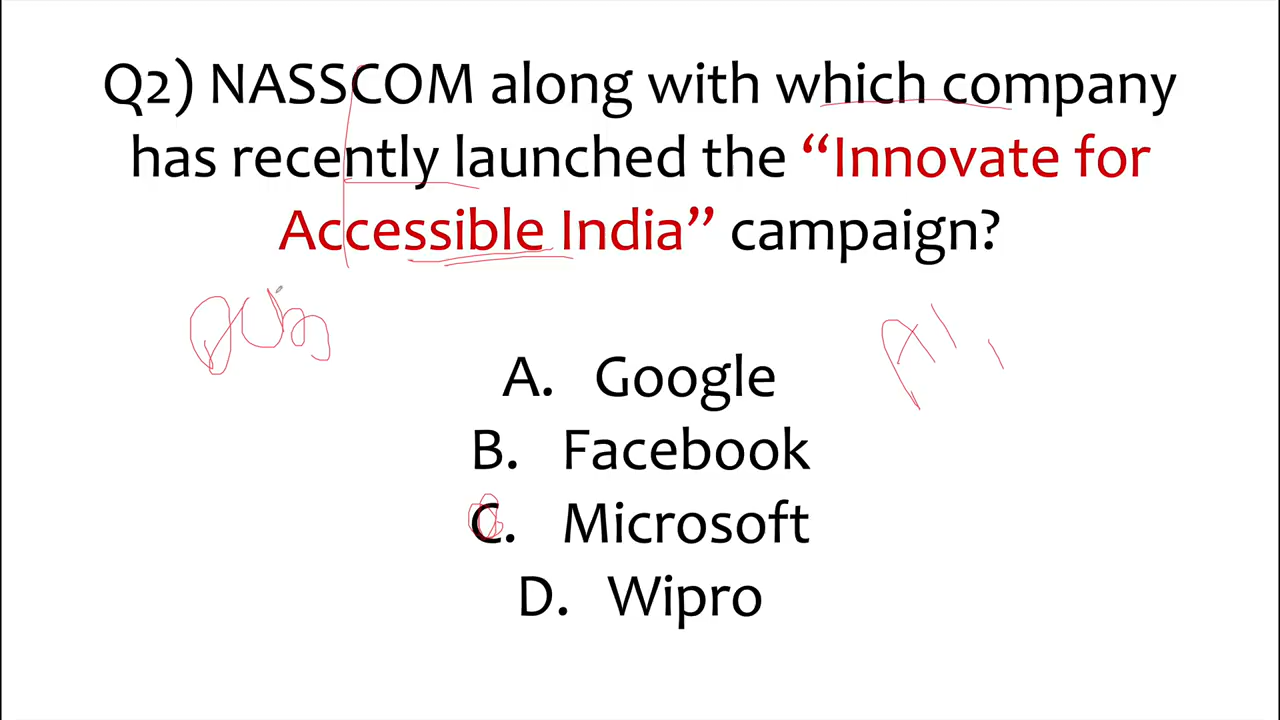 Q2) NASSCOM along with which company
has recently launched the “Innovate for
Accessible India” campaign?
A. Google
B. Facebook
C. Microsoft
D. Wipro